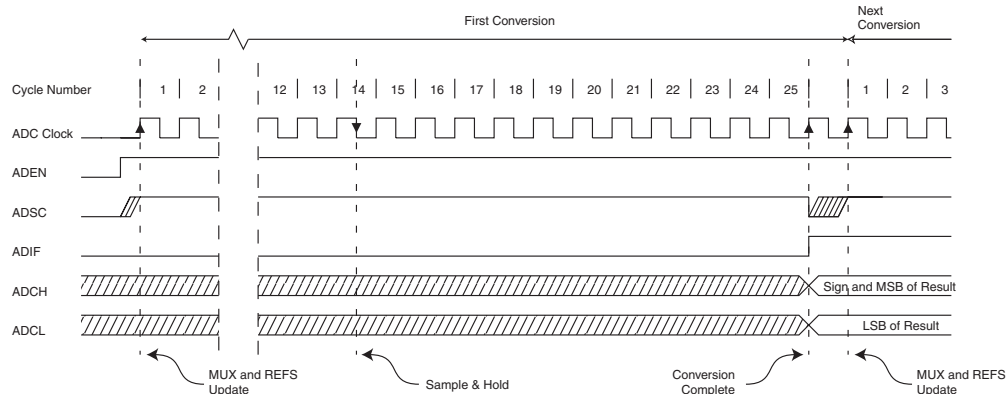 First Conversion
Next
Conversion
Cycle Number 1 2 12 13 14 15 16 17 18 19 20 21 22 23 24 25 1 2 3
ADC Clock
ADEN
ADSC
ADIF
ADCH Sign and MSB of Result
ADCL LSB of Result
MUX and REFS
Update
Sample & Hold
Conversion
Complete
MUX and REFS
Update